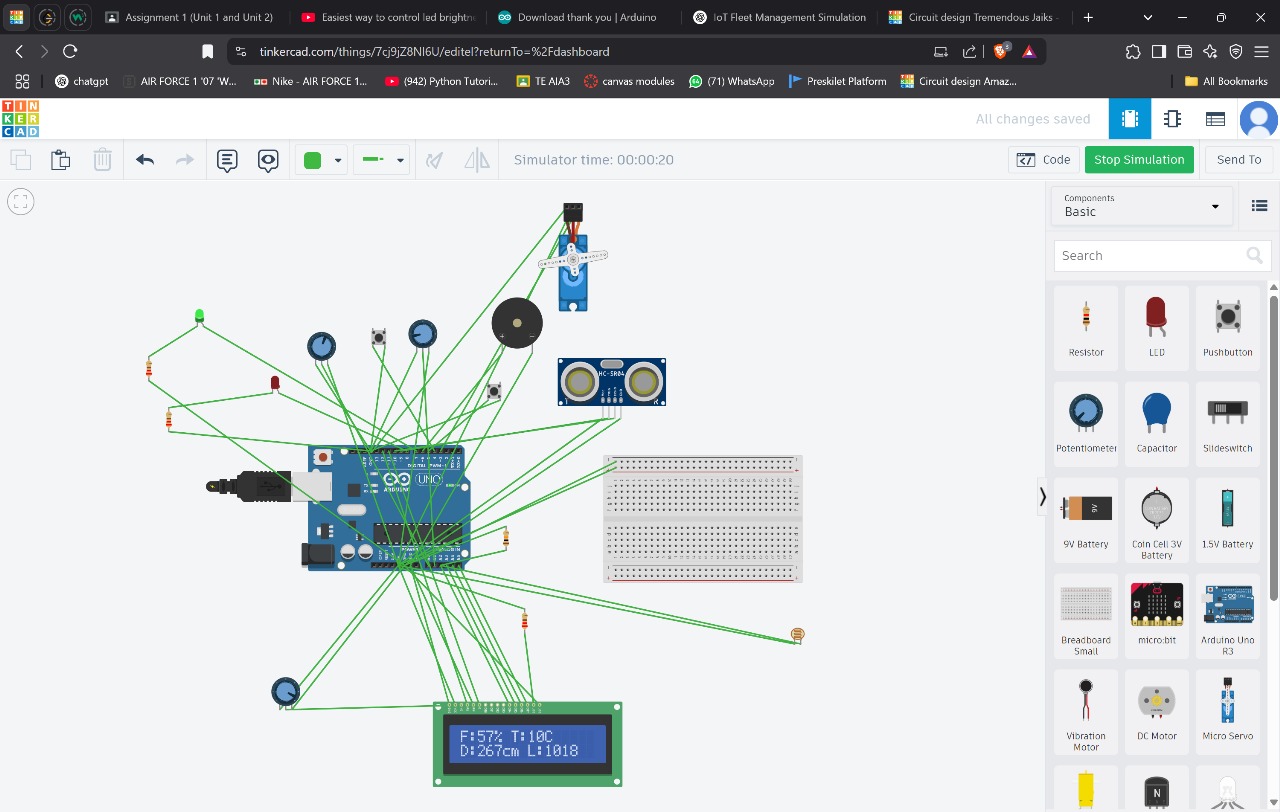 Assignment 1 (Unit 1 and Unit 2)
Easiest way to control led brightn
Download thank you | Arduino
IoT Fleet Management Simulation
Circuit design Tremendous Jaiks -
tinkercad.com/things/7cj9jZ8Nl6U/editel?returnTo=%2Fdashboard
chatgpt
AIR FORCE 1 '07 'W...
Nike - AIR FORCE 1...
(942) Python Tutori...
TE AIA3
canvas modules
(71) WhatsApp
Preskilet Platform
Circuit design Amaz...
All Bookmarks
TIN
KER
CAD
All changes saved
Simulator time: 00:00:20
Code
Stop Simulation
Send To
Components
Basic
Search
Resistor
LED
Pushbutton
Potentiometer
Capacitor
Slideswitch
9V Battery
Coin Cell 3V
Battery
1.5V Battery
Breadboard
Small
micro:bit
Arduino Uno
R3
Vibration
Motor
DC Motor
Micro Servo
HC-SR04
UNO
ARDUINO
F:57% T:10C
D:267cm L:1018